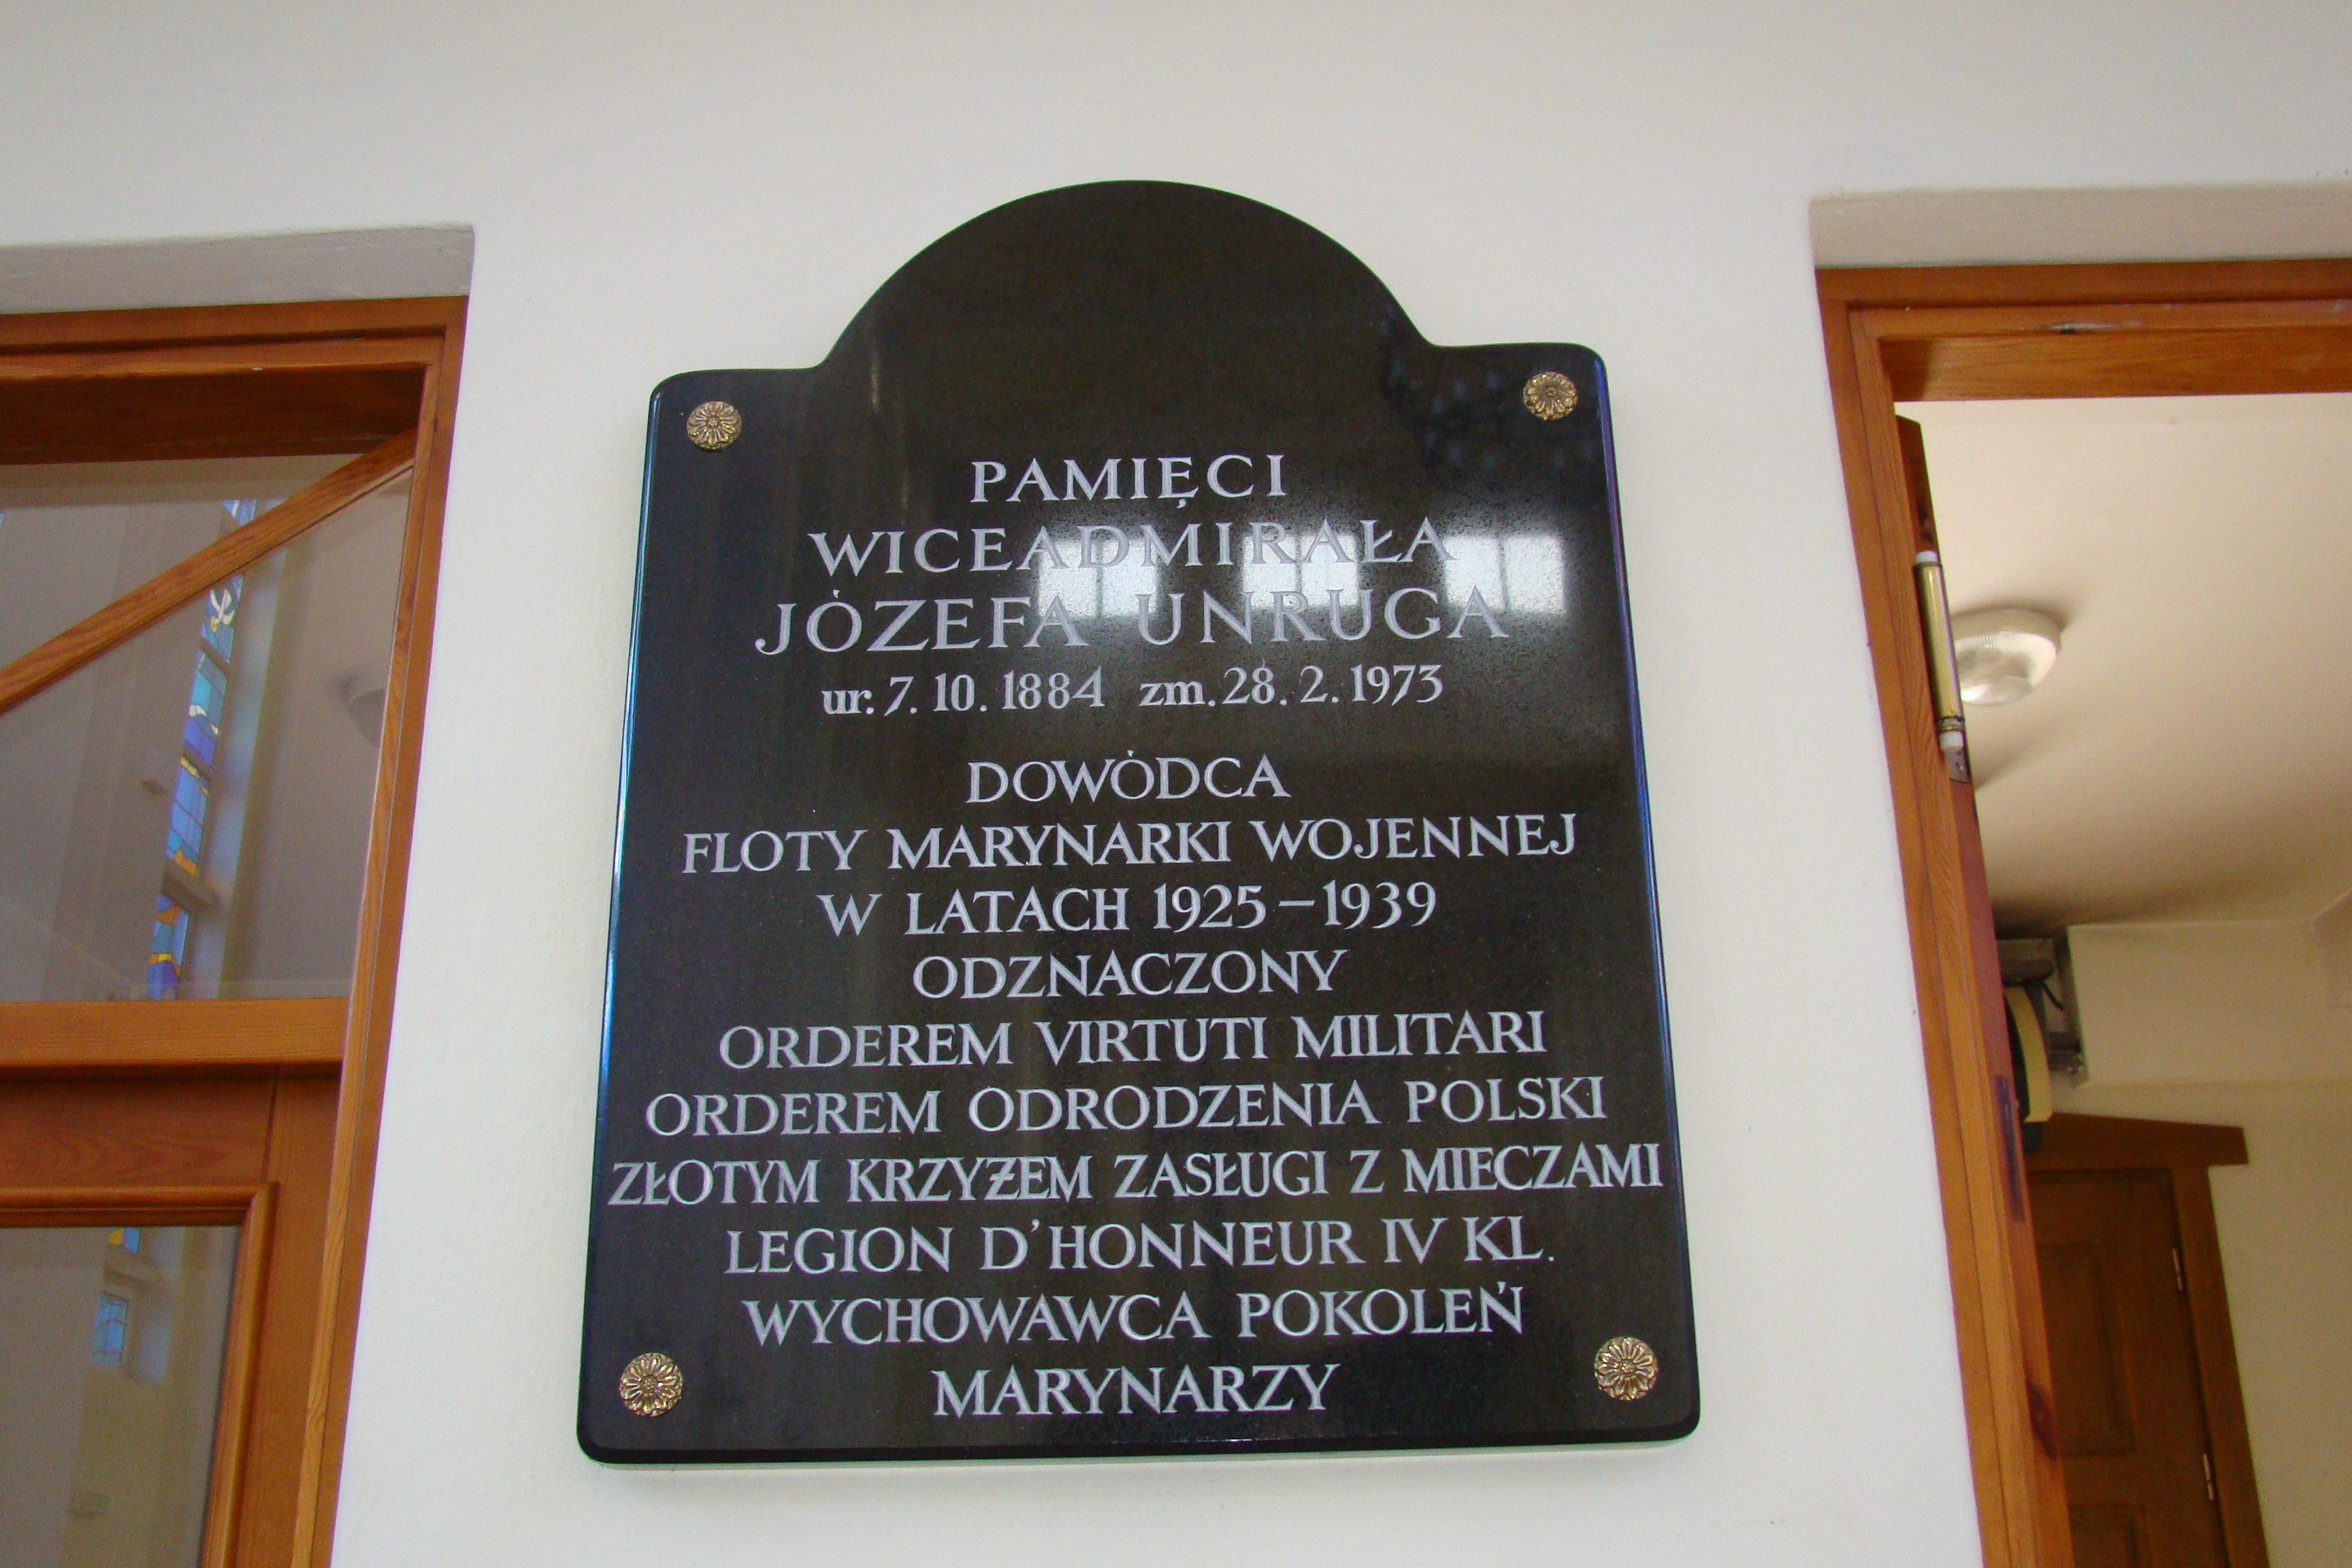 PAMIĘCI
WICEADMIRAŁA
JÓZEFA UNRUGA
ur. 7. 10. 1884 zm. 28. 2. 1973
DOWÓDCA
FLOTY MARYNARKI WOJENNEJ
W LATACH 1925–1939
ODZNACZONY
ORDEREM VIRTUTI MILITARI
ORDEREM ODRODZENIA POLSKI
ZŁOTYM KRZYŻEM ZASŁUGI Z MIECZAMI
LEGION D'HONNEUR IV KL.
WYCHOWAWCA POKOLEŃ
MARYNARZY